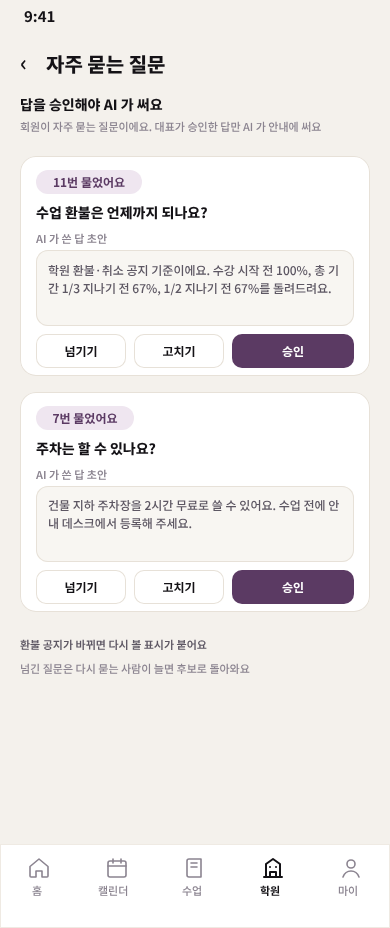 9:41
‹ 자주 묻는 질문
답을 승인해야 AI 가 써요
회원이 자주 묻는 질문이에요. 대표가 승인한 답만 AI 가 안내에 써요
11번 물었어요
수업 환불은 언제까지 되나요?
AI 가 쓴 답 초안
학원 환불·취소 공지 기준이에요. 수강 시작 전 100%, 총 기
간 1/3 지나기 전 67%, 1/2 지나기 전 67%를 돌려드려요.
넘기기 고치기 승인
7번 물었어요
주차는 할 수 있나요?
AI 가 쓴 답 초안
건물 지하 주차장을 2시간 무료로 쓸 수 있어요. 수업 전에 안
내 데스크에서 등록해 주세요.
넘기기 고치기 승인
환불 공지가 바뀌면 다시 볼 표시가 붙어요
넘긴 질문은 다시 묻는 사람이 늘면 후보로 돌아와요
홈 캘린더 수업 학원 마이